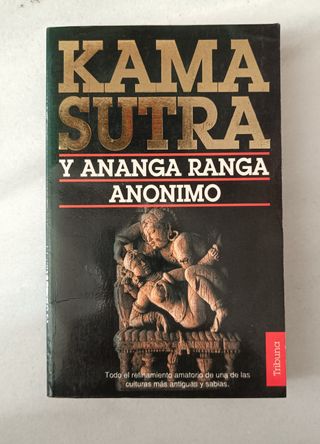 KAMA
SUTRA
Y ANANGA RANGA
ANONIMO
Todo el refinamiento amatorio de una de las
culturas más antiguas y sabias.
Tribuna